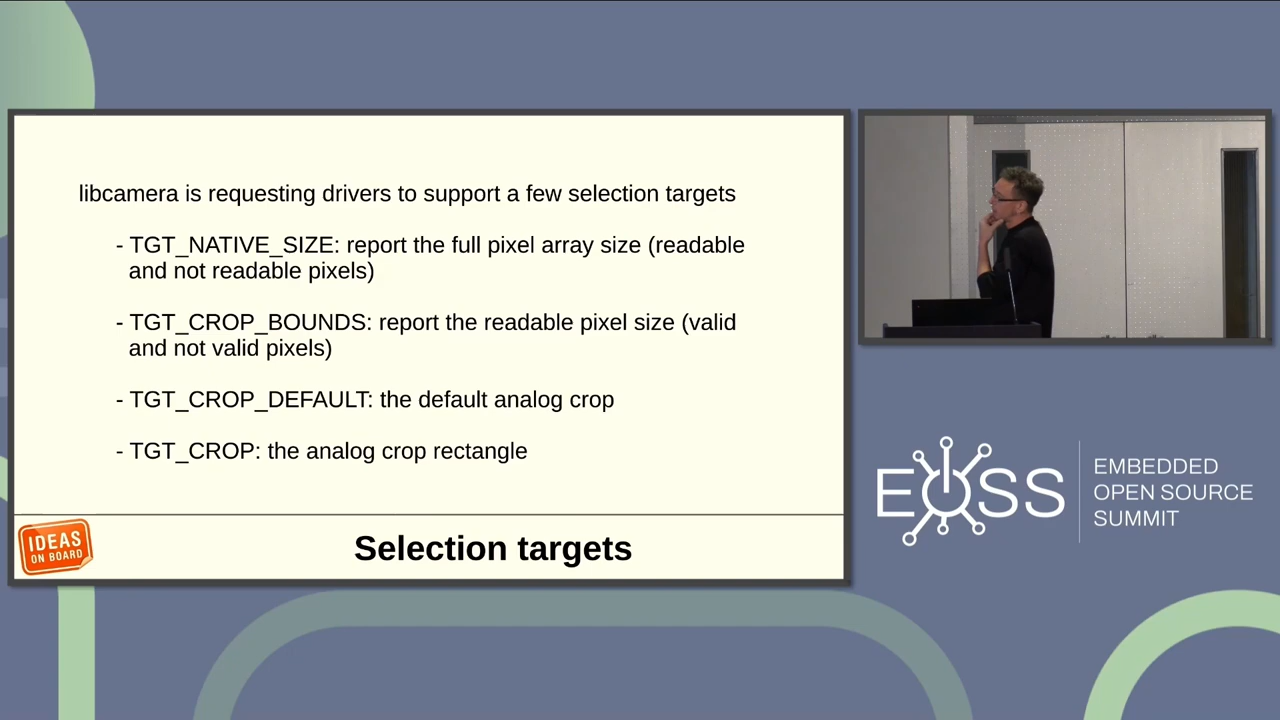 libcamera is requesting drivers to support a few selection targets
- TGT_NATIVE_SIZE: report the full pixel array size (readable
and not readable pixels)
- TGT_CROP_BOUNDS: report the readable pixel size (valid
and not valid pixels)
- TGT_CROP_DEFAULT: the default analog crop
- TGT_CROP: the analog crop rectangle
IDEAS
ON BOARD
Selection targets
EOSS
EMBEDDED
OPEN SOURCE
SUMMIT